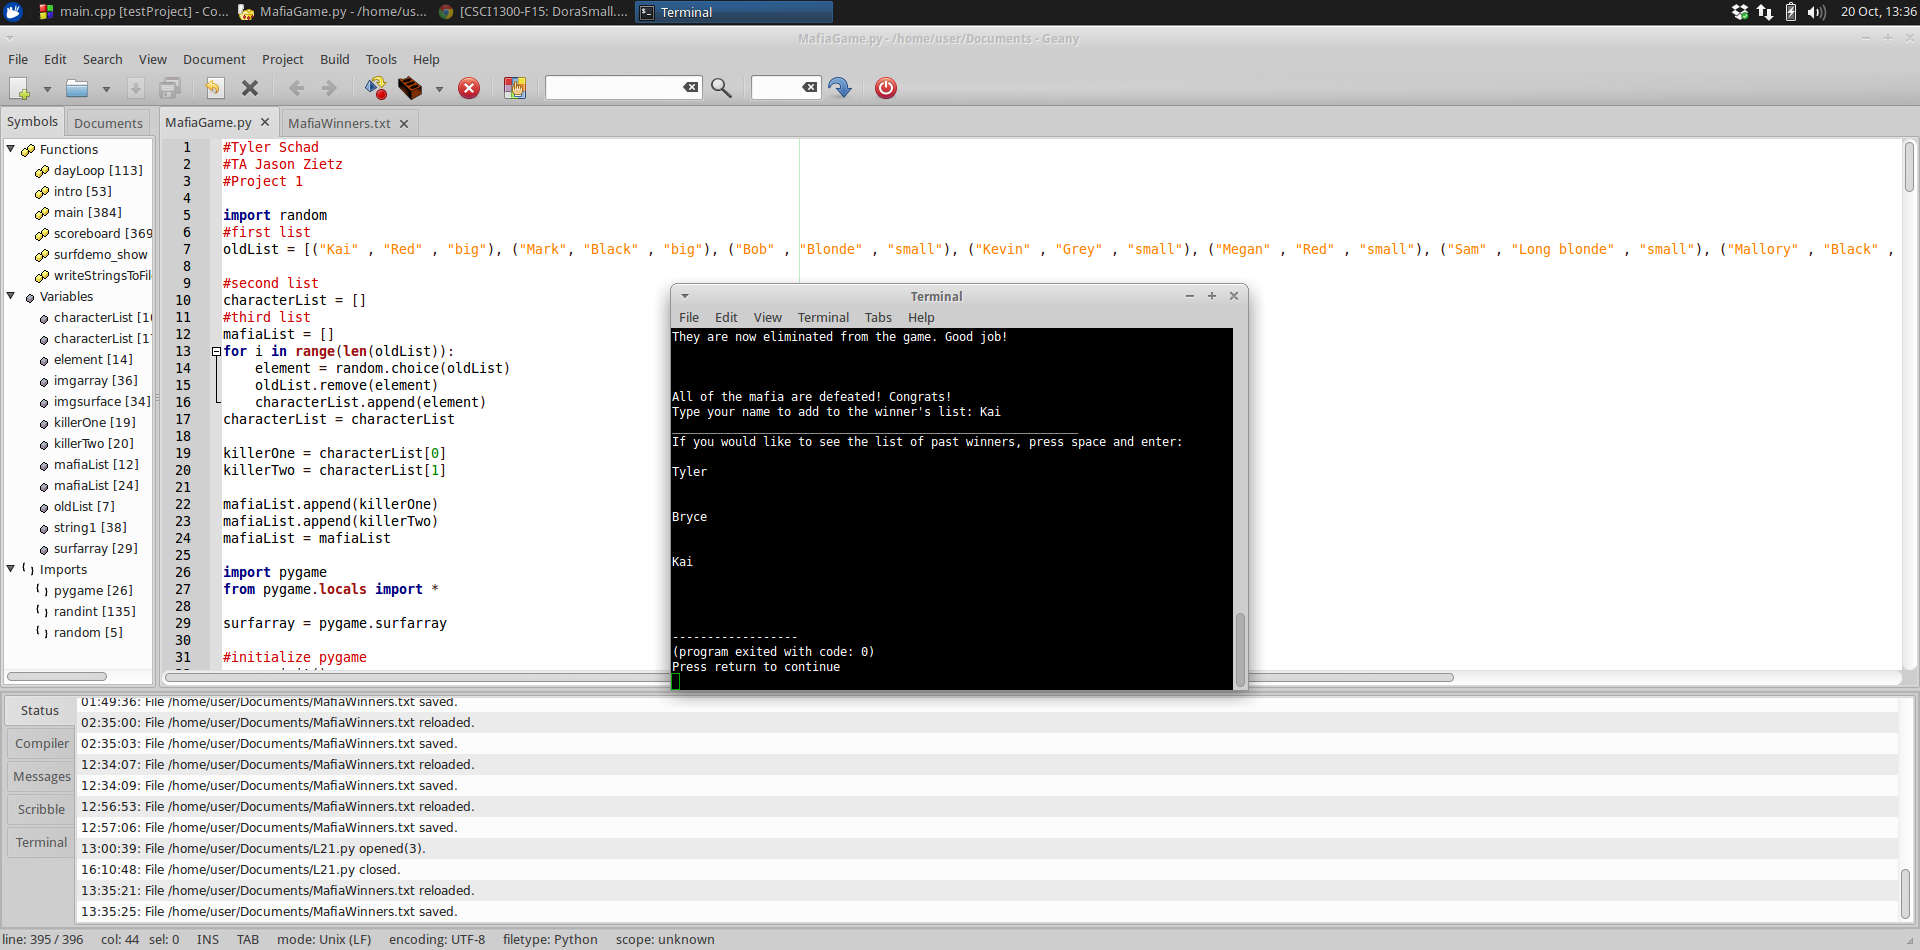 main.cpp [testProject] - Co...
MafiaGame.py - /home/us...
[CSCI1300-F15: DoraSmall....
Terminal
20 Oct, 13:36
MafiaGame.py - /home/user/Documents - Geany
File Edit Search View Document Project Build Tools Help
Symbols Documents
MafiaGame.py MafiaWinners.txt
Functions
dayLoop [113]
intro [53]
main [384]
scoreboard [369
surfdemo_show
writeStringsToFil
Variables
characterList [10
characterList [17
element [14]
imgarray [36]
imgsurface [34]
killerOne [19]
killerTwo [20]
mafiaList [12]
mafiaList [24]
oldList [7]
string1 [38]
surfarray [29]
Imports
pygame [26]
randint [135]
random [5]
1 #Tyler Schad
2 #TA Jason Zietz
3 #Project 1
4
5 import random
6 #first list
7 oldList = [("Kai" , "Red" , "big"), ("Mark", "Black" , "big"), ("Bob" , "Blonde" , "small"), ("Kevin" , "Grey" , "small"), ("Megan" , "Red" , "small"), ("Sam" , "Long blonde" , "small"), ("Mallory" , "Black" ,
8
9 #second list
10 characterList = []
11 #third list
12 mafiaList = []
13 for i in range(len(oldList)):
14 element = random.choice(oldList)
15 oldList.remove(element)
16 characterList.append(element)
17 characterList = characterList
18
19 killerOne = characterList[0]
20 killerTwo = characterList[1]
21
22 mafiaList.append(killerOne)
23 mafiaList.append(killerTwo)
24 mafiaList = mafiaList
25
26 import pygame
27 from pygame.locals import *
28
29 surfarray = pygame.surfarray
30
31 #initialize pygame
Terminal
File Edit View Terminal Tabs Help
They are now eliminated from the game. Good job!
All of the mafia are defeated! Congrats!
Type your name to add to the winner's list: Kai
__________________________________________________________
If you would like to see the list of past winners, press space and enter:
Tyler
Bryce
Kai
------------------
(program exited with code: 0)
Press return to continue
Status
Compiler
Messages
Scribble
Terminal
01:49:36: File /home/user/Documents/MafiaWinners.txt saved.
02:35:00: File /home/user/Documents/MafiaWinners.txt reloaded.
02:35:03: File /home/user/Documents/MafiaWinners.txt saved.
12:34:07: File /home/user/Documents/MafiaWinners.txt reloaded.
12:34:09: File /home/user/Documents/MafiaWinners.txt saved.
12:56:53: File /home/user/Documents/MafiaWinners.txt reloaded.
12:57:06: File /home/user/Documents/MafiaWinners.txt saved.
13:00:39: File /home/user/Documents/L21.py opened(3).
16:10:48: File /home/user/Documents/L21.py closed.
13:35:21: File /home/user/Documents/MafiaWinners.txt reloaded.
13:35:25: File /home/user/Documents/MafiaWinners.txt saved.
line: 395 / 396 col: 44 sel: 0 INS TAB mode: Unix (LF) encoding: UTF-8 filetype: Python scope: unknown